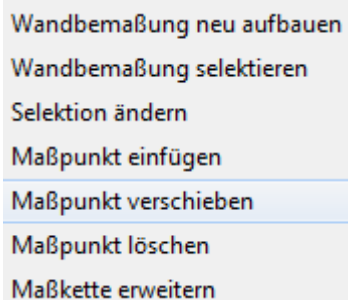 Wandbemaßung neu aufbauen
Wandbemaßung selektieren
Selektion ändern
Maßpunkt einfügen
Maßpunkt verschieben
Maßpunkt löschen
Maßkette erweitern